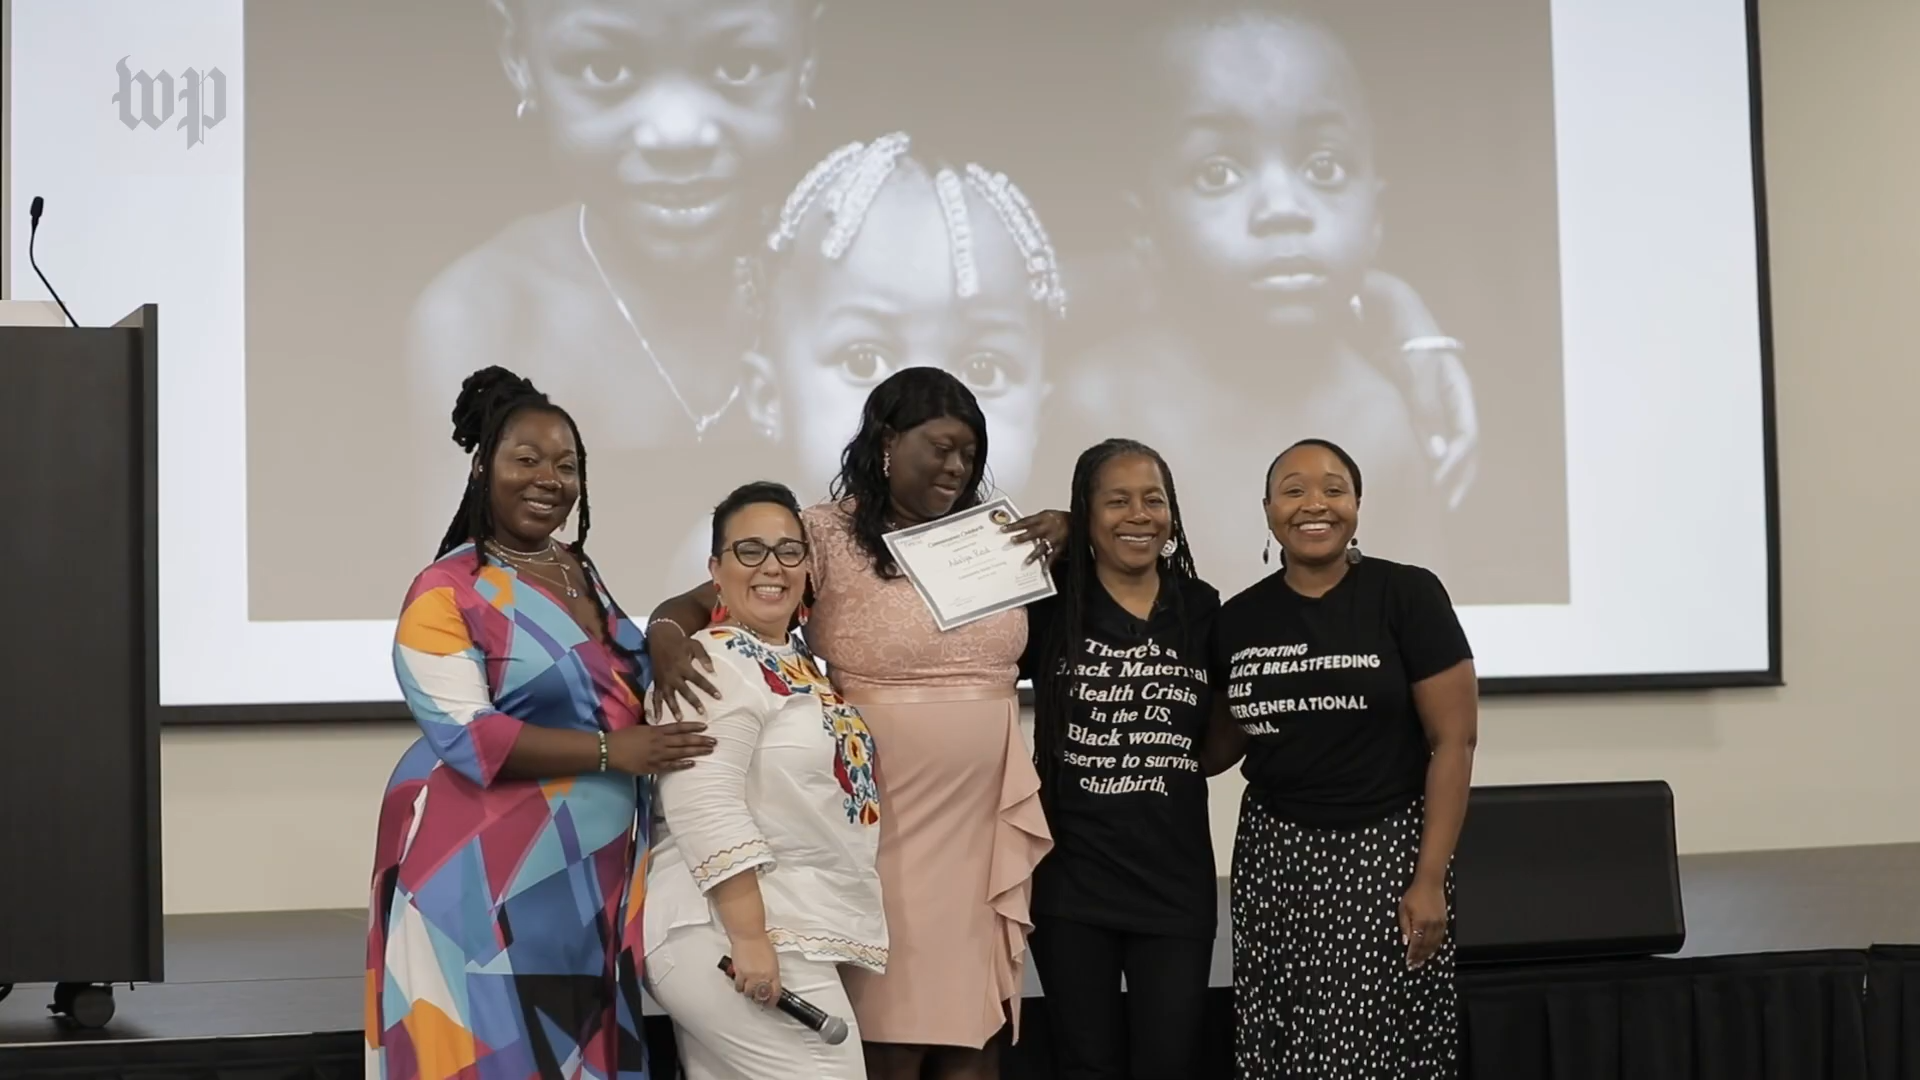 wp
There's a
Black Maternal
Health Crisis
in the US.
Black women
deserve to survive
childbirth.
SUPPORTING
BLACK BREASTFEEDING
HEALS
INTERGENERATIONAL
TRAUMA.